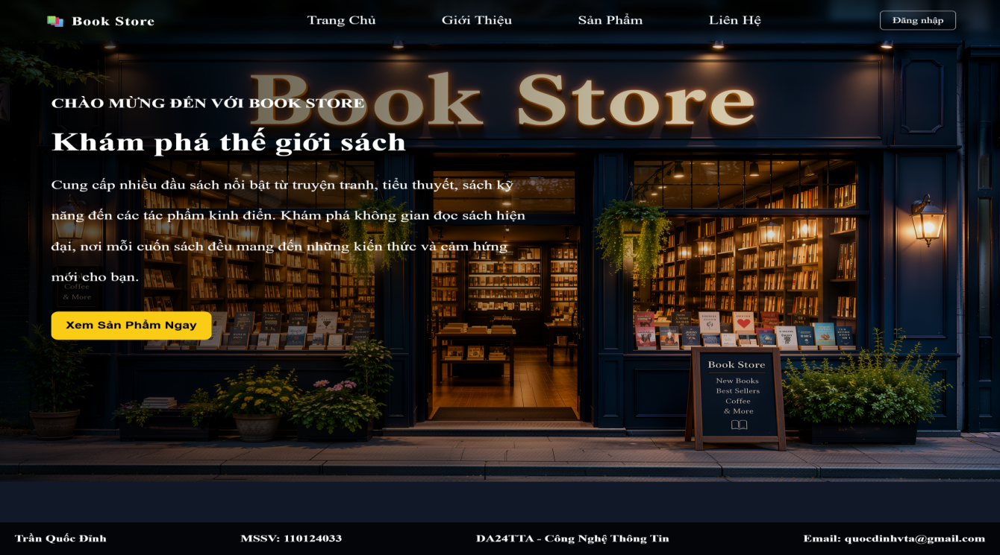 Book Store
Trang Chủ
Giới Thiệu
Sản Phẩm
Liên Hệ
Đăng nhập
Book Store
CHÀO MỪNG ĐẾN VỚI BOOK STORE
Khám phá thế giới sách
Cung cấp nhiều đầu sách nổi bật từ truyện tranh, tiểu thuyết, sách kỹ
năng đến các tác phẩm kinh điển. Khám phá không gian đọc sách hiện
đại, nơi mỗi cuốn sách đều mang đến những kiến thức và cảm hứng
mới cho bạn.
Coffee
& More
Xem Sản Phẩm Ngay
Book Store
New Books
Best Sellers
Coffee
& More
Trần Quốc Đĩnh
MSSV: 110124033
DA24TTA - Công Nghệ Thông Tin
Email: quocdinhvta@gmail.com